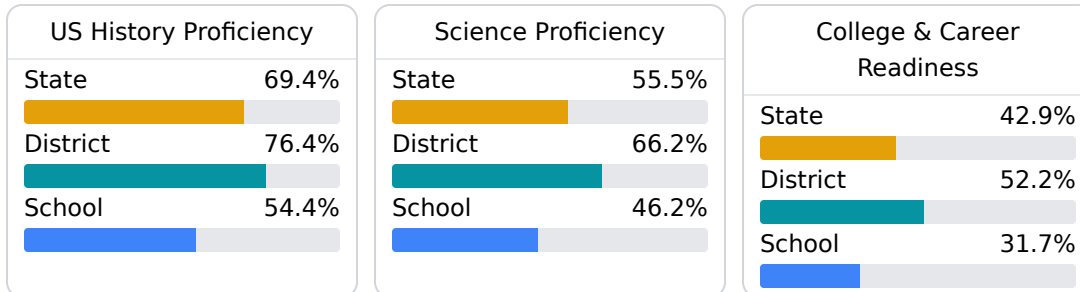 US History Proficiency
State 69.4%
District 76.4%
School 54.4%
Science Proficiency
State 55.5%
District 66.2%
School 46.2%
College & Career
Readiness
State 42.9%
District 52.2%
School 31.7%